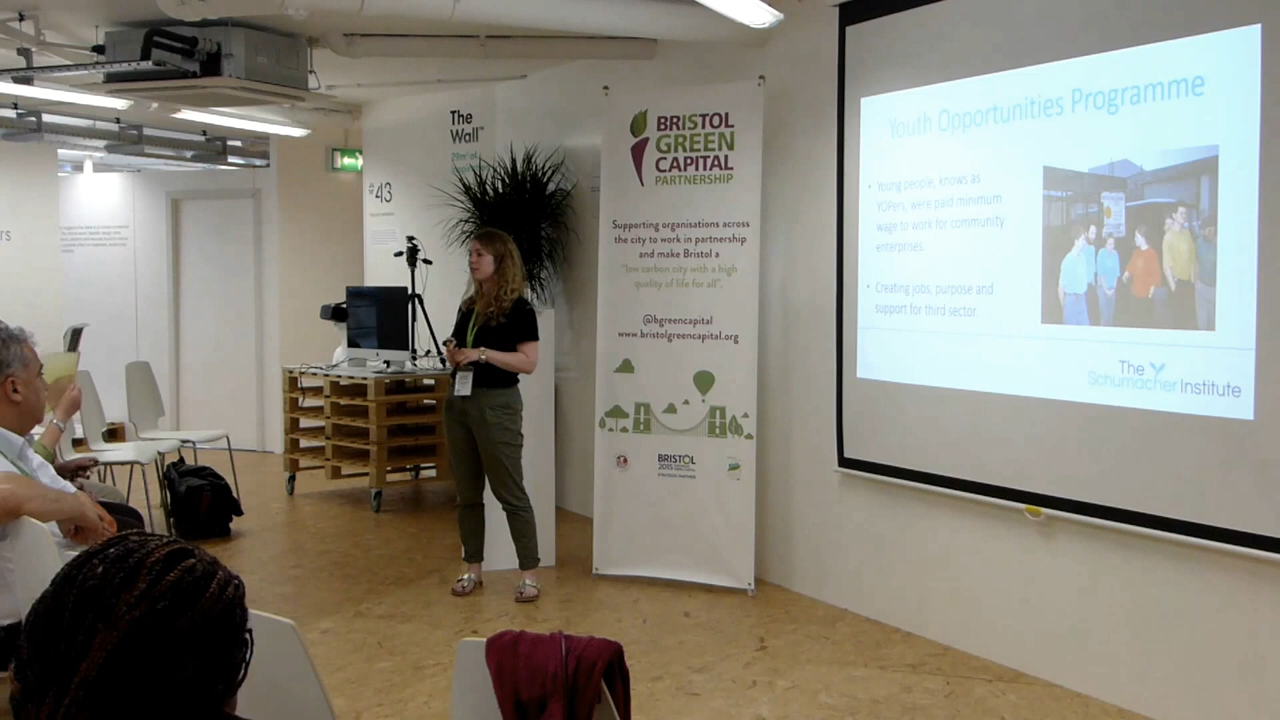 The
Wall™
43
BRISTOL
GREEN
CAPITAL
PARTNERSHIP
Supporting organisations across
the city to work in partnership
and make Bristol a
"low carbon city with a high
quality of life for all".
@bgreencapital
www.bristolgreencapital.org
BRISTOL
2015
Youth Opportunities Programme
• Young people, knows as
YOPers, were paid minimum
wage to work for community
enterprises.
• Creating jobs, purpose and
support for third sector.
The
Schumacher Institute